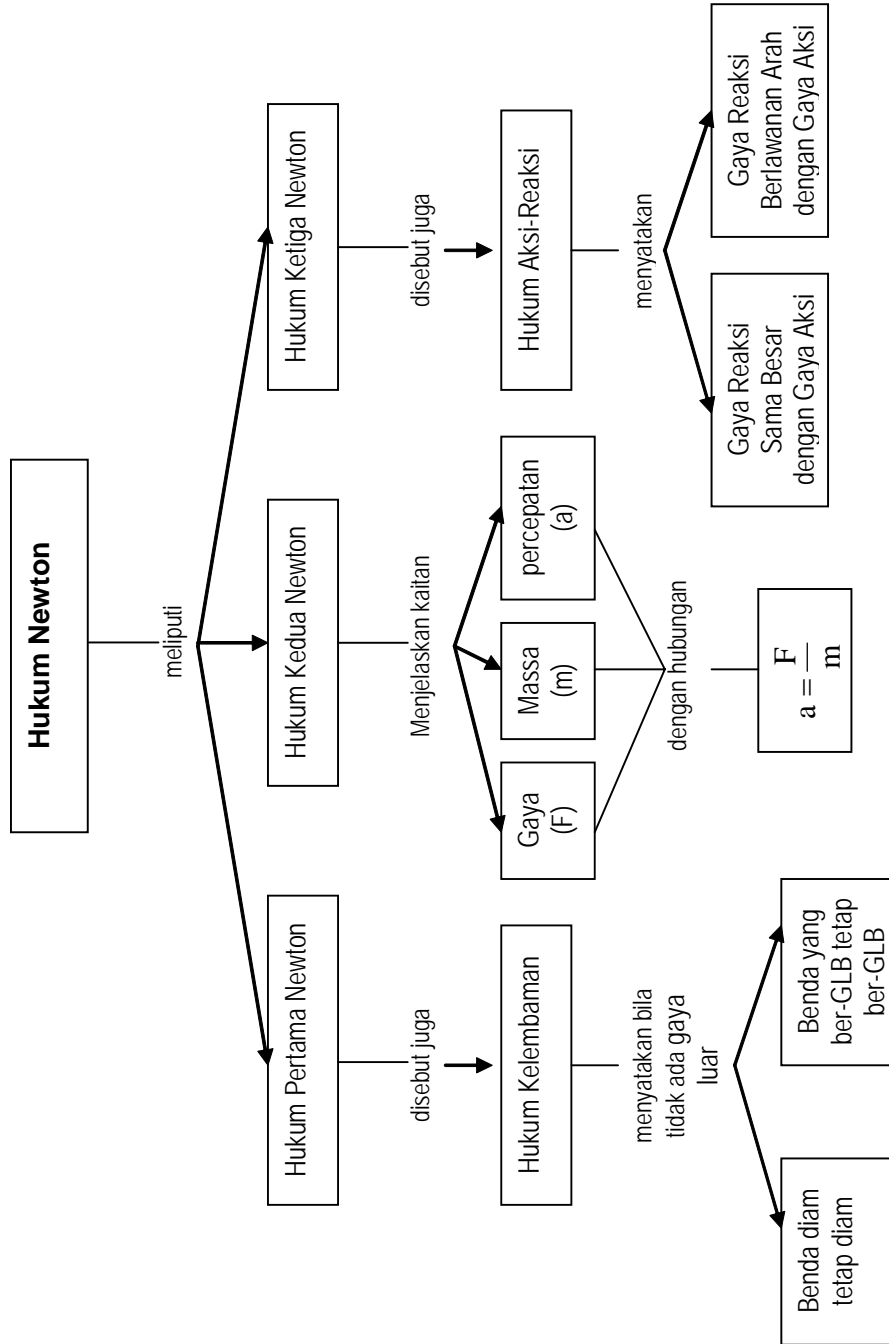 Hukum Newton
meliputi
Hukum Pertama Newton
disebut juga
Hukum Kelembaman
menyatakan bila
tidak ada gaya
luar
Benda diam
tetap diam
Benda yang
ber-GLB tetap
ber-GLB
Hukum Kedua Newton
Menjelaskan kaitan
Gaya
(F)
Massa
(m)
percepatan
(a)
dengan hubungan
a = F/m
Hukum Ketiga Newton
disebut juga
Hukum Aksi-Reaksi
menyatakan
Gaya Reaksi
Sama Besar
dengan Gaya Aksi
Gaya Reaksi
Berlawanan Arah
dengan Gaya Aksi